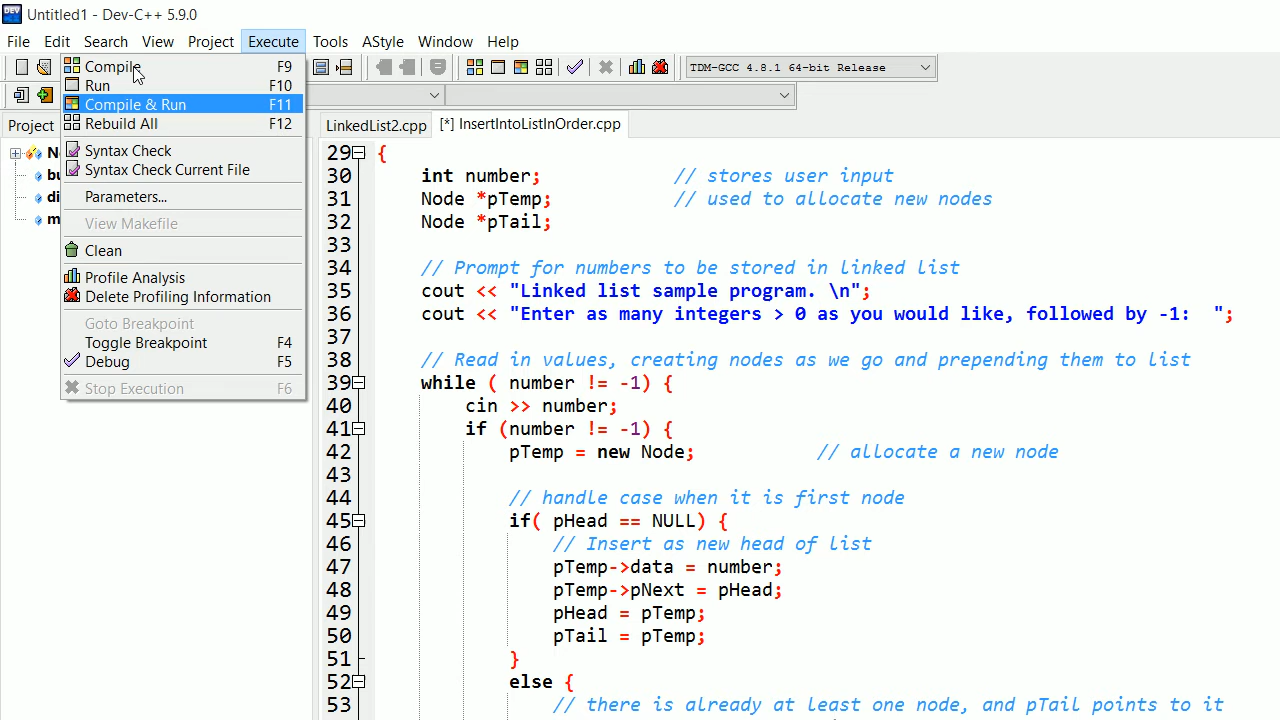 Untitled1 - Dev-C++ 5.9.0
File Edit Search View Project Execute Tools AStyle Window Help
Compile F9
Run F10
Compile & Run F11
Rebuild All F12
Syntax Check
Syntax Check Current File
Parameters...
View Makefile
Clean
Profile Analysis
Delete Profiling Information
Goto Breakpoint
Toggle Breakpoint F4
Debug F5
Stop Execution F6
TDM-GCC 4.8.1 64-bit Release
Project
LinkedList2.cpp [*] InsertIntoListInOrder.cpp
29 {
30 int number; // stores user input
31 Node *pTemp; // used to allocate new nodes
32 Node *pTail;
33
34 // Prompt for numbers to be stored in linked list
35 cout << "Linked list sample program. \n";
36 cout << "Enter as many integers > 0 as you would like, followed by -1:  ";
37
38 // Read in values, creating nodes as we go and prepending them to list
39 while ( number != -1) {
40 cin >> number;
41 if (number != -1) {
42 pTemp = new Node; // allocate a new node
43
44 // handle case when it is first node
45 if( pHead == NULL) {
46 // Insert as new head of list
47 pTemp->data = number;
48 pTemp->pNext = pHead;
49 pHead = pTemp;
50 pTail = pTemp;
51 }
52 else {
53 // there is already at least one node, and pTail points to it